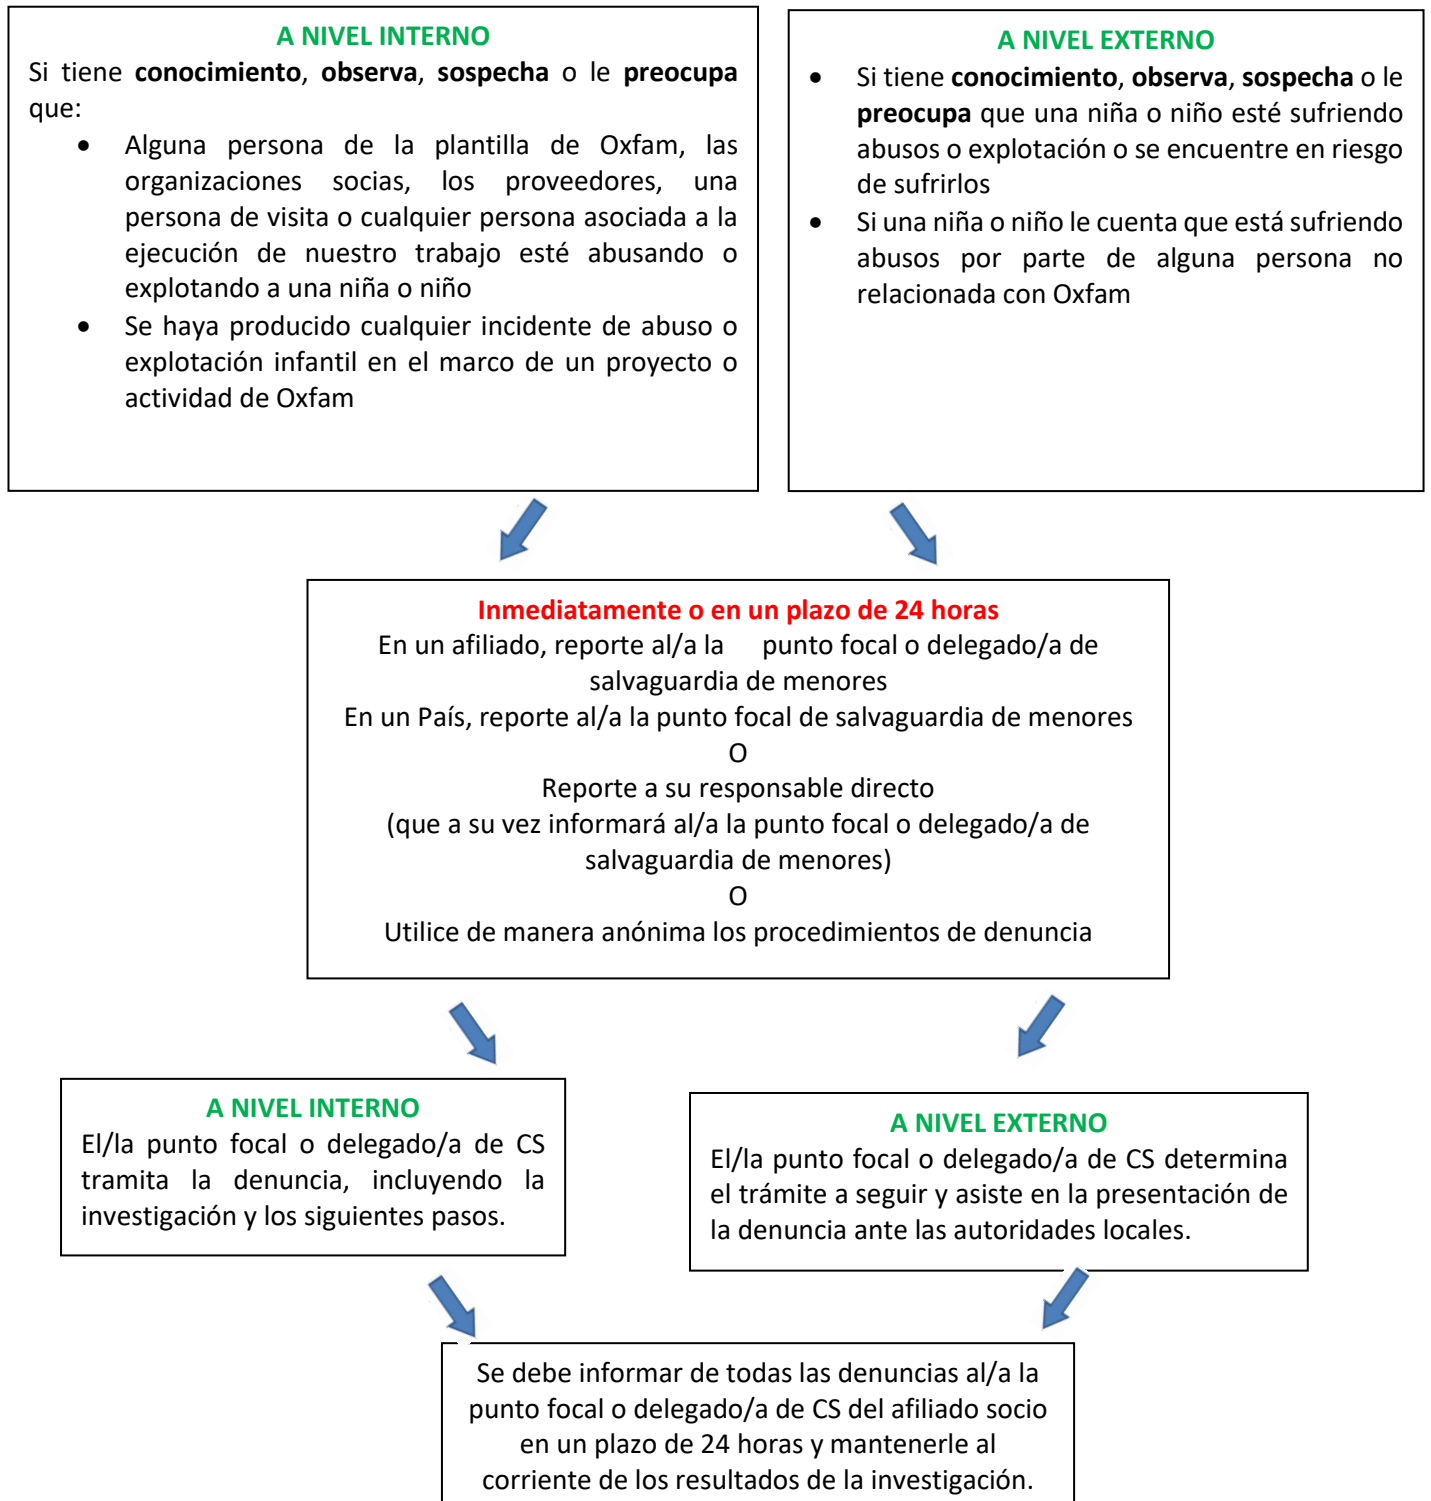 A NIVEL INTERNO
Si tiene conocimiento, observa, sospecha o le preocupa
que:
• Alguna persona de la plantilla de Oxfam, las
organizaciones socias, los proveedores, una
persona de visita o cualquier persona asociada a la
ejecución de nuestro trabajo esté abusando o
explotando a una niña o niño
• Se haya producido cualquier incidente de abuso o
explotación infantil en el marco de un proyecto o
actividad de Oxfam
A NIVEL EXTERNO
• Si tiene conocimiento, observa, sospecha o le
preocupa que una niña o niño esté sufriendo
abusos o explotación o se encuentre en riesgo
de sufrirlos
• Si una niña o niño le cuenta que está sufriendo
abusos por parte de alguna persona no
relacionada con Oxfam
Inmediatamente o en un plazo de 24 horas
En un afiliado, reporte al/a la punto focal o delegado/a de
salvaguardia de menores
En un País, reporte al/a la punto focal de salvaguardia de menores
O
Reporte a su responsable directo
(que a su vez informará al/a la punto focal o delegado/a de
salvaguardia de menores)
O
Utilice de manera anónima los procedimientos de denuncia
A NIVEL INTERNO
El/la punto focal o delegado/a de CS
tramita la denuncia, incluyendo la
investigación y los siguientes pasos.
A NIVEL EXTERNO
El/la punto focal o delegado/a de CS determina
el trámite a seguir y asiste en la presentación de
la denuncia ante las autoridades locales.
Se debe informar de todas las denuncias al/a la
punto focal o delegado/a de CS del afiliado socio
en un plazo de 24 horas y mantenerle al
corriente de los resultados de la investigación.